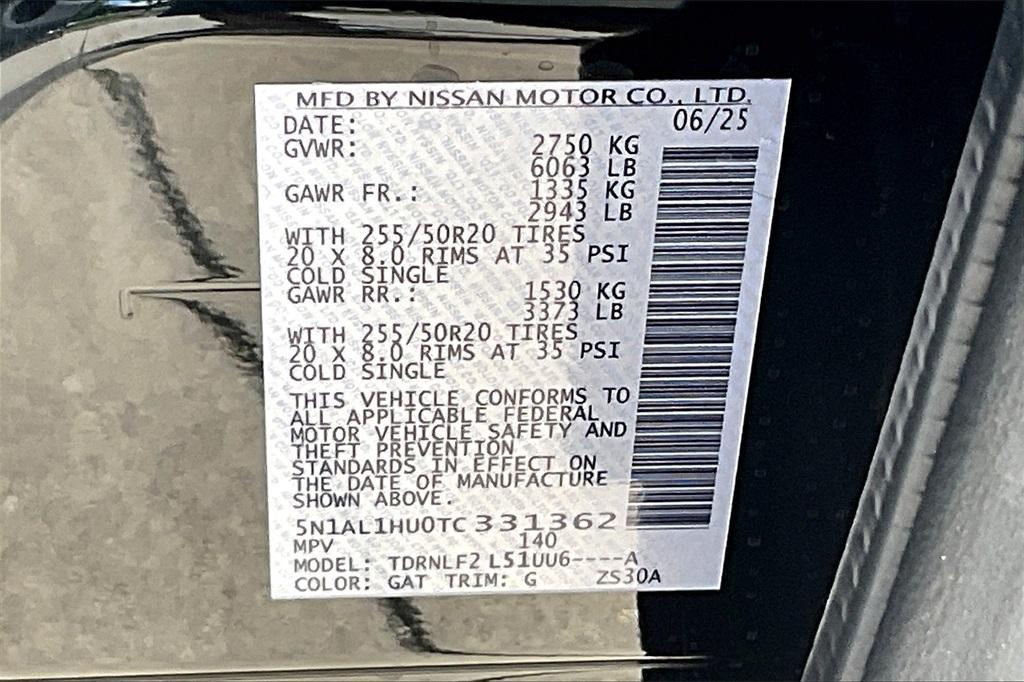 MFD BY NISSAN MOTOR CO., LTD.
DATE: 06/25
GVWR: 2750 KG
6063 LB
GAWR FR.: 1335 KG
2943 LB
WITH 255/50R20 TIRES
20 X 8.0 RIMS AT 35 PSI
COLD SINGLE
GAWR RR.: 1530 KG
3373 LB
WITH 255/50R20 TIRES
20 X 8.0 RIMS AT 35 PSI
COLD SINGLE
THIS VEHICLE CONFORMS TO
ALL APPLICABLE FEDERAL
MOTOR VEHICLE SAFETY AND
THEFT PREVENTION
STANDARDS IN EFFECT ON
THE DATE OF MANUFACTURE
SHOWN ABOVE.
5N1AL1HU0TC331362
MPV 140
MODEL: TDRNLF2 L51UU6----A
COLOR: GAT TRIM: G ZS30A